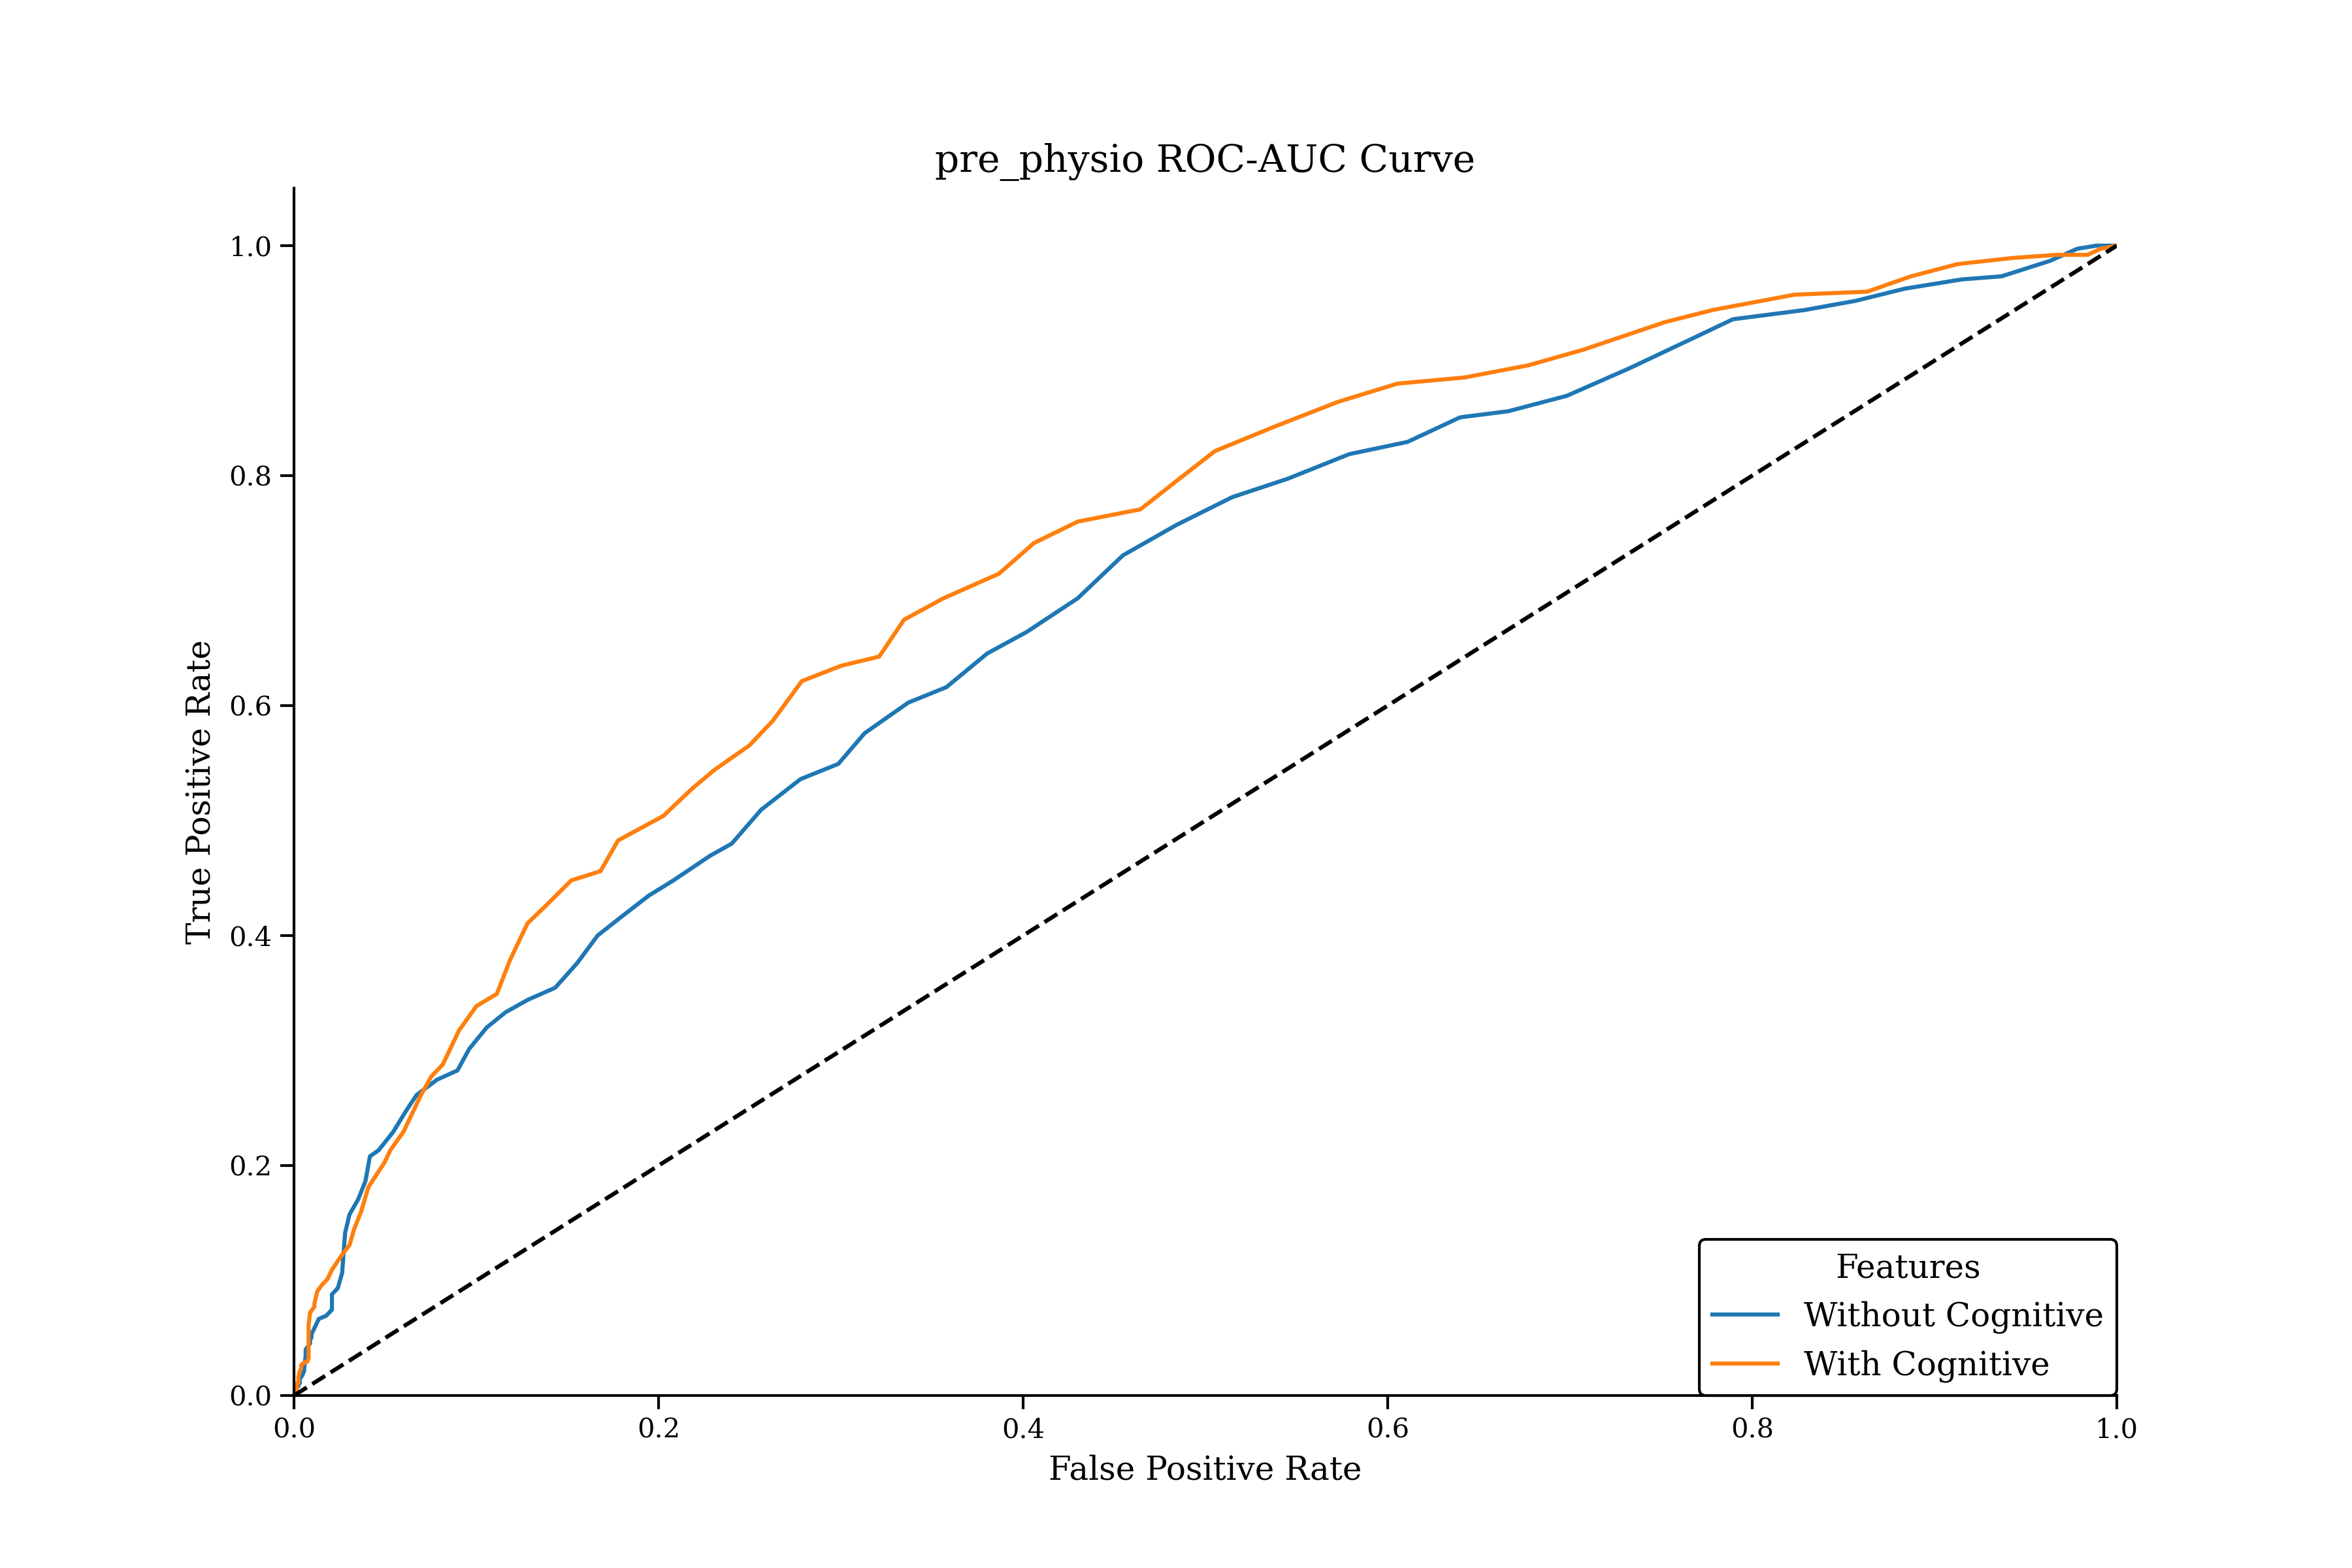 pre_physio ROC-AUC Curve
1.0
0.8
0.6
0.4
0.2
0.0
True Positive Rate
0.0 0.2 0.4 0.6 0.8 1.0
False Positive Rate
Features
Without Cognitive
With Cognitive